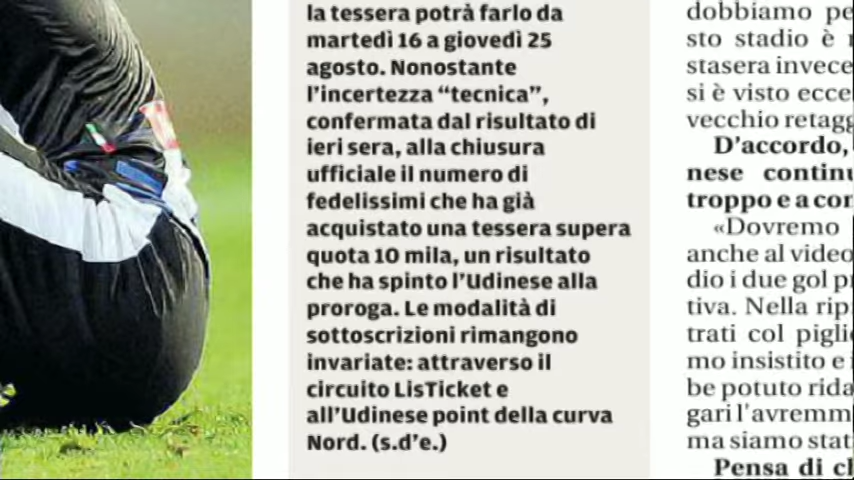 la tessera potrà farlo da
martedì 16 a giovedì 25
agosto. Nonostante
l'incertezza “tecnica”,
confermata dal risultato di
ieri sera, alla chiusura
ufficiale il numero di
fedelissimi che ha già
acquistato una tessera supera
quota 10 mila, un risultato
che ha spinto l'Udinese alla
proroga. Le modalità di
sottoscrizioni rimangono
invariate: attraverso il
circuito LisTicket e
all'Udinese point della curva
Nord. (s.d'e.)
dobbiamo
sto stadio è
stasera invece
si è visto
vecchio
D'accordo,
nese
troppo e a
«Dovremo
anche al video
dio i due gol
tiva. Nella
trati col
mo insistito e
be potuto
gari l'avremm
ma siamo
Pensa di